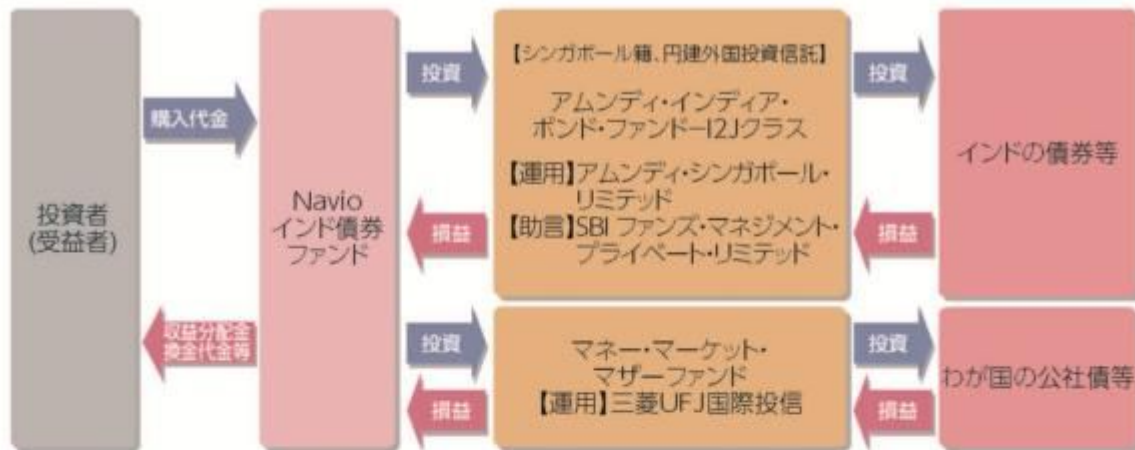 投資者
(受益者)
購入代金
収益分配金
換金代金等
Navio
インド債券
ファンド
投資
損益
【シンガポール籍、円建外国投資信託】
アムンディ・インディア・
ボンド・ファンド-I2Jクラス
【運用】アムンディ・シンガポール・
リミテッド
【助言】SBI ファンズ・マネジメント・
プライベート・リミテッド
投資
損益
インドの債券等
投資
損益
マネー・マーケット・
マザーファンド
【運用】三菱UFJ国際投信
投資
損益
わが国の公社債等